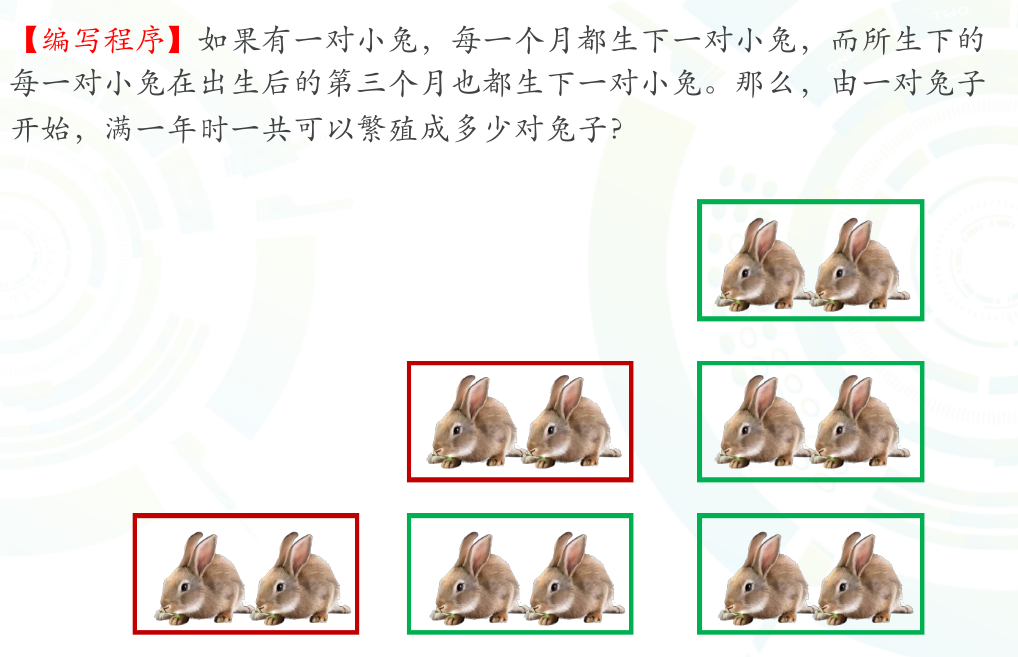 【编写程序】如果有一对小兔，每一个月都生下一对小兔，而所生下的
每一对小兔在出生后的第三个月也都生下一对小兔。那么，由一对兔子
开始，满一年时一共可以繁殖成多少对兔子?